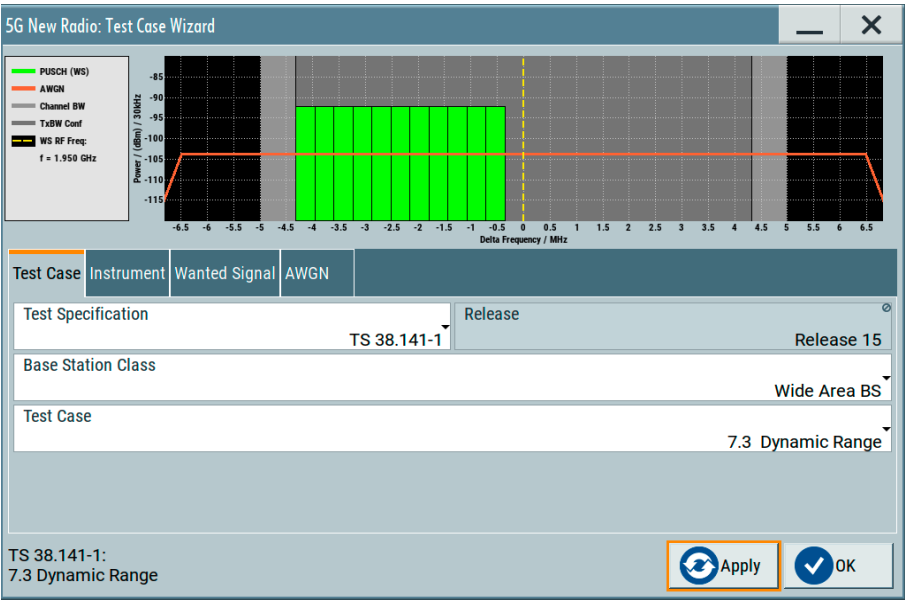 5G New Radio: Test Case Wizard
PUSCH (WS)
AWGN
Channel BW
TxBW Conf
WS RF Freq:
f = 1.950 GHz
Power / (dBm) / 30kHz
-85
-90
-95
-100
-105
-110
-115
-6.5 -6 -5.5 -5 -4.5 -4 -3.5 -3 -2.5 -2 -1.5 -1 -0.5 0 0.5 1 1.5 2 2.5 3 3.5 4 4.5 5 5.5 6 6.5
Delta Frequency / MHz
Test Case Instrument Wanted Signal AWGN
Test Specification
TS 38.141-1
Release
Release 15
Base Station Class
Wide Area BS
Test Case
7.3 Dynamic Range
TS 38.141-1:
7.3 Dynamic Range
Apply
OK